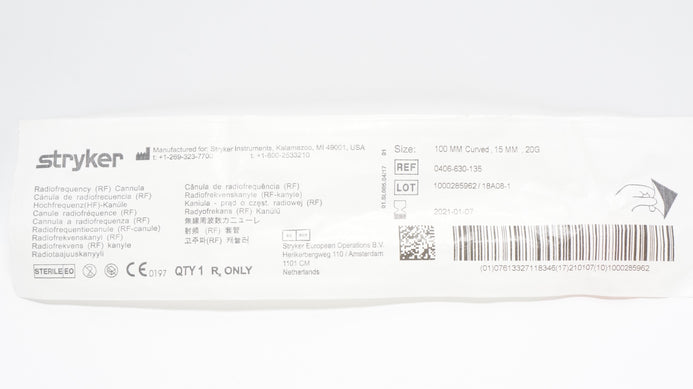 stryker
Manufactured for: Stryker Instruments, Kalamazoo, MI 49001, USA
t: +1-269-323-7700 t: +1-800-2533210
Radiofrequency (RF) Cannula
Cánula de radiofrecuencia (RF)
Hochfrequenz(HF)-Kanüle
Canule radiofréquence (RF)
Cannula a radiofrequenza (RF)
Radiofrequentiecanule (RF-canule)
Radiofrekvenskanyl (RF)
Radiofrekvens (RF) kanyle
Radiotaajuuskanyyli
Cânula de radiofrequência (RF)
Radiofrekvenskanyle (RF-kanyle)
Kaniula - prąd o częst. radiowej (RF)
Radyofrekans (RF) Kanülü
無線周波数カニューレ
射频 (RF) 套管
고주파(RF) 캐뉼러
STERILE EO
CE 0197 QTY 1 Rx ONLY
EC REP
Stryker European Operations B.V.
Herikerbergweg 110 / Amsterdam
1101 CM
Netherlands
Size: 100 MM Curved, 15 MM, 20G
REF 0406-630-135
LOT 1000285962 / 18A08-1
2021-01/07
(01)07613327118346(17)210107(10)1000285962